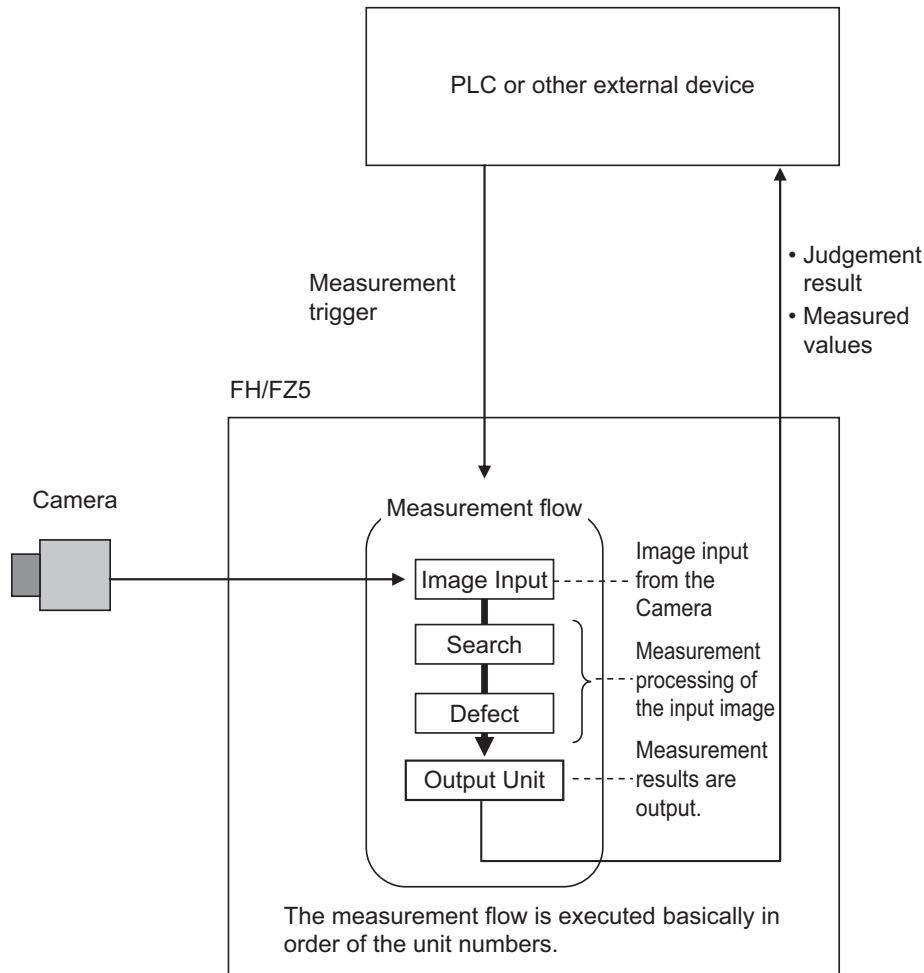 PLC or other external device
Measurement
trigger
• Judgement
result
• Measured
values
FH/FZ5
Camera
Measurement flow
Image Input
Image input
from the
Camera
Search
Defect
Measurement
processing of
the input image
Output Unit
Measurement
results are
output.
The measurement flow is executed basically in
order of the unit numbers.